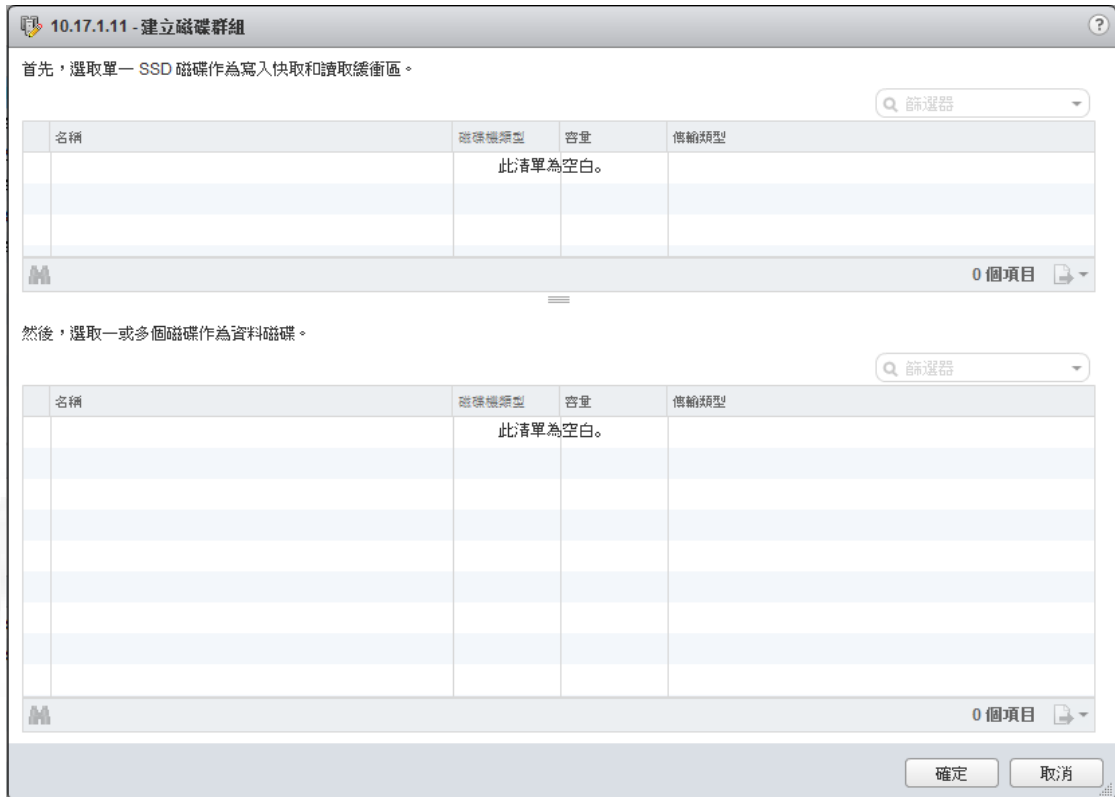 10.17.1.11 - 建立磁碟群組
首先，選取單一 SSD 磁碟作為寫入快取和讀取緩衝區。
篩選器
名稱 磁碟機類型 容量 傳輸類型
此清單為空白。
0 個項目
然後，選取一或多個磁碟作為資料磁碟。
篩選器
名稱 磁碟機類型 容量 傳輸類型
此清單為空白。
0 個項目
確定 取消